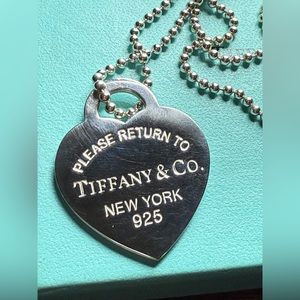 PLEASE RETURN TO
TIFFANY & CO.
NEW YORK
925